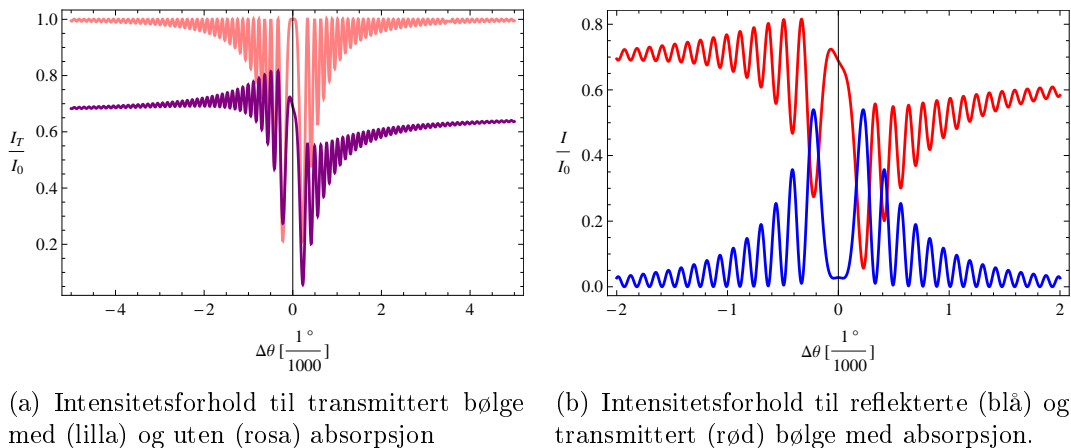 1.0
0.8
0.6
0.4
0.2
I_T
I_0
−4 −2 0 2 4
Δθ [ 1° / 1000 ]
0.8
0.6
0.4
0.2
0.0
I
I_0
−2 −1 0 1 2
Δθ [ 1° / 1000 ]
(a) Intensitetsforhold til transmittert bølge
med (lilla) og uten (rosa) absorpsjon
(b) Intensitetsforhold til reflekterte (blå) og
transmittert (rød) bølge med absorpsjon.